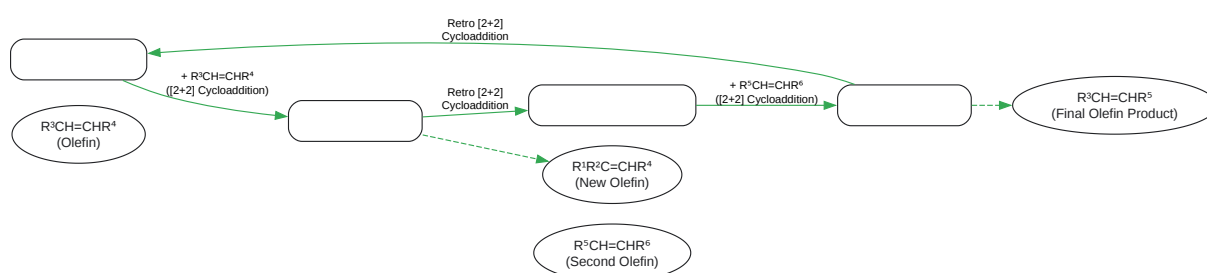 Retro [2+2]
Cycloaddition
+ R³CH=CHR⁴
([2+2] Cycloaddition)
Retro [2+2]
Cycloaddition
+ R⁵CH=CHR⁶
([2+2] Cycloaddition)
R³CH=CHR⁵
(Final Olefin Product)
R³CH=CHR⁴
(Olefin)
R¹R²C=CHR⁴
(New Olefin)
R⁵CH=CHR⁶
(Second Olefin)